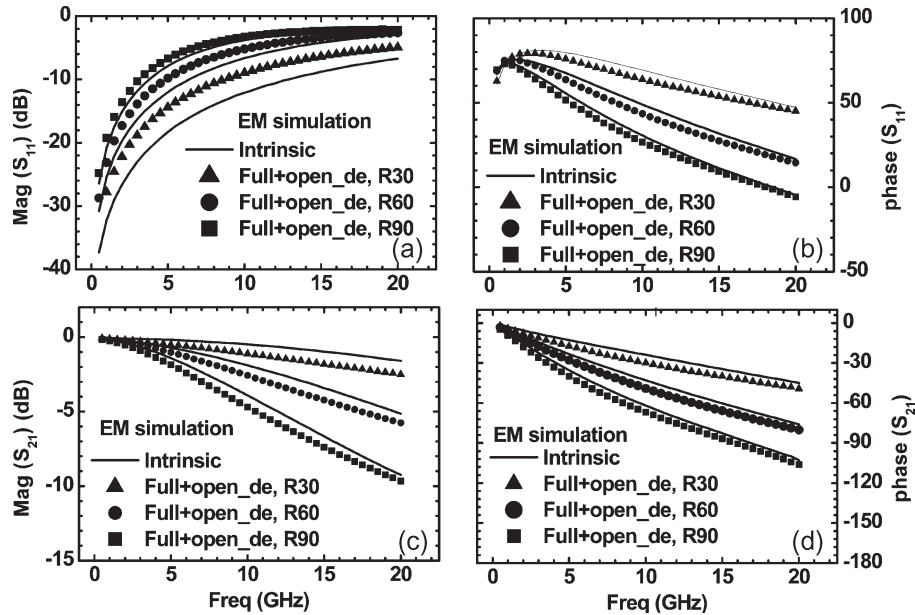 0
-10
-20
-30
-40
Mag (S11) (dB)
EM simulation
Intrinsic
Full+open_de, R30
Full+open_de, R60
Full+open_de, R90
(a)
0 5 10 15 20
100
50
0
-50
phase (S11)
EM simulation
Intrinsic
Full+open_de, R30
Full+open_de, R60
Full+open_de, R90
(b)
0 5 10 15 20
0
-5
-10
-15
Mag (S21) (dB)
EM simulation
Intrinsic
Full+open_de, R30
Full+open_de, R60
Full+open_de, R90
(c)
0 5 10 15 20
Freq (GHz)
0
-30
-60
-90
-120
-150
-180
phase (S21)
EM simulation
Intrinsic
Full+open_de, R30
Full+open_de, R60
Full+open_de, R90
(d)
0 5 10 15 20
Freq (GHz)